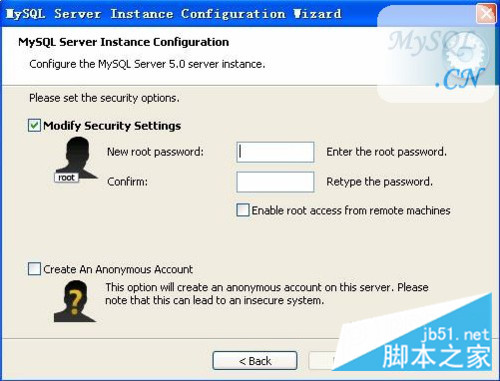 MySQL Server Instance Configuration Wizard
MySQL Server Instance Configuration
Configure the MySQL Server 5.0 server instance.
MySQL
.CN
Please set the security options.
Modify Security Settings
New root password:
Enter the root password.
root
Confirm:
Retype the password.
Enable root access from remote machines
Create An Anonymous Account
This option will create an anonymous account on this server. Please
note that this can lead to an insecure system.
< Back
jb51.net
脚本之家